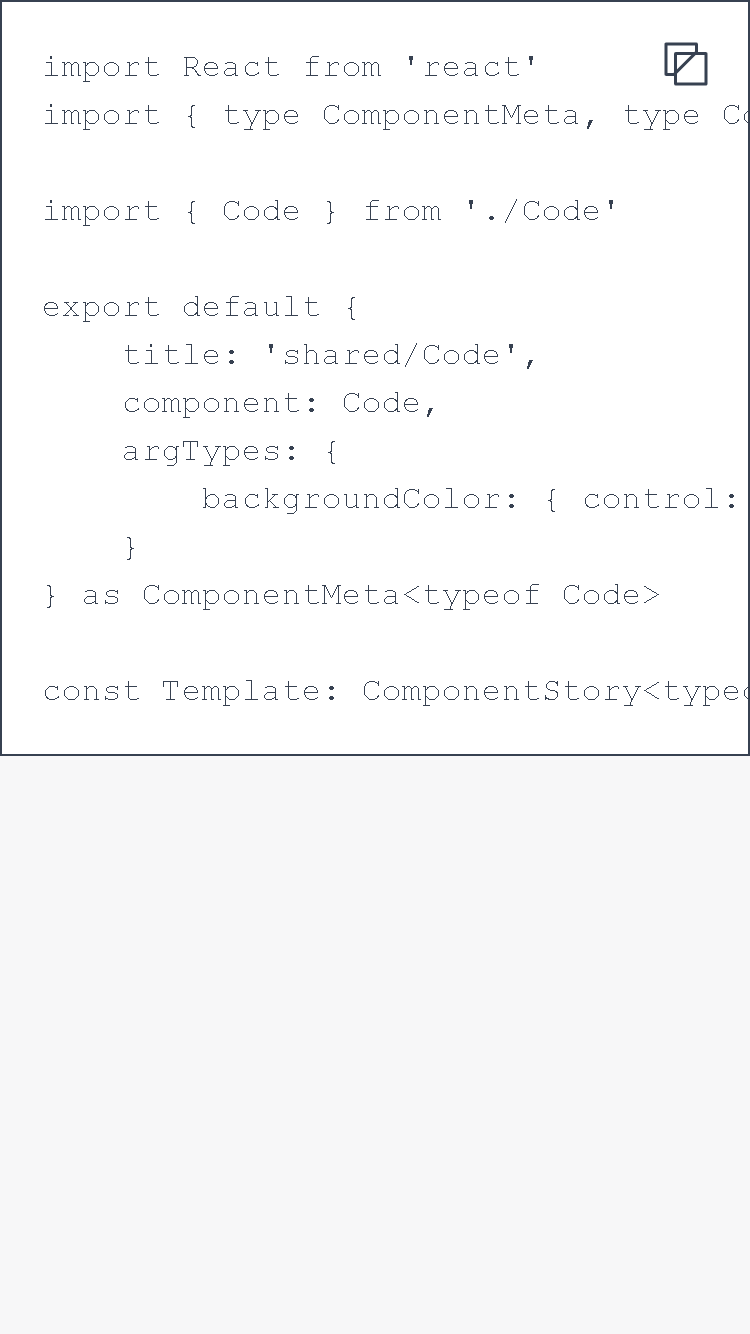 import React from 'react'
import { type ComponentMeta, type Co
import { Code } from './Code'
export default {
    title: 'shared/Code',
    component: Code,
    argTypes: {
        backgroundColor: { control:
    }
} as ComponentMeta<typeof Code>
const Template: ComponentStory<typeo